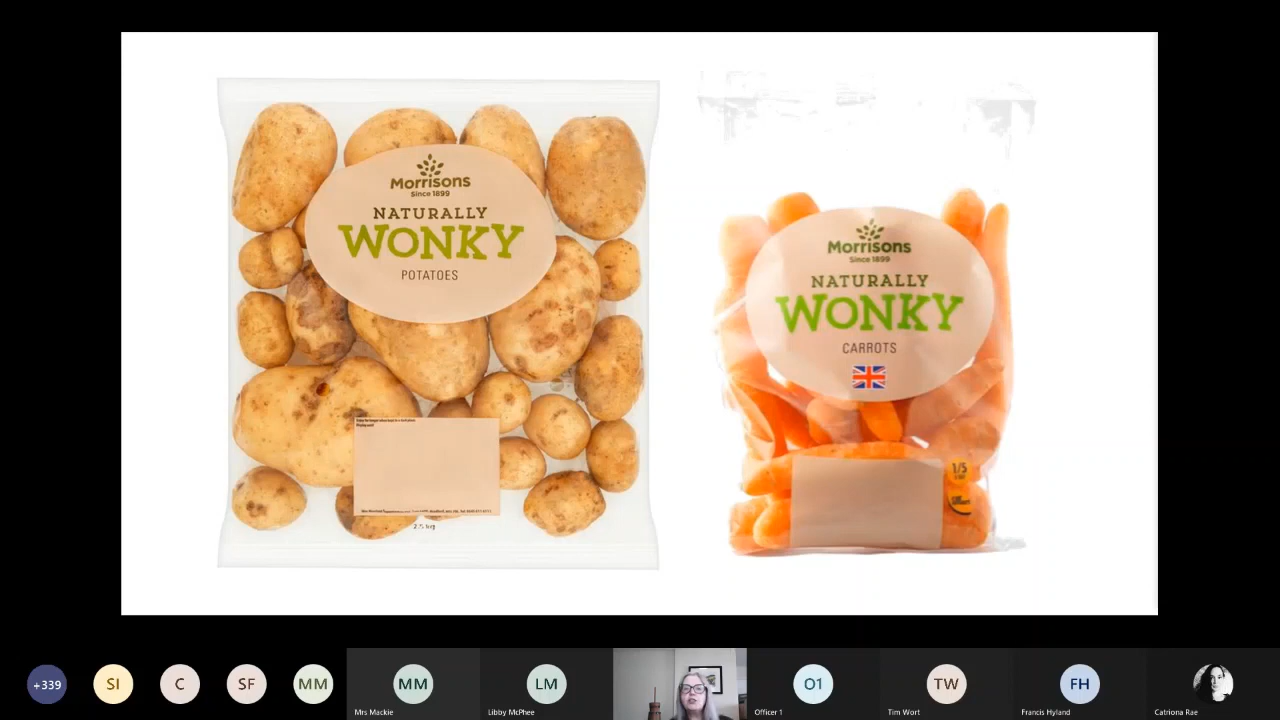 Morrisons
Since 1899
NATURALLY
WONKY
POTATOES
2.5 kg
Morrisons
Since 1899
NATURALLY
WONKY
CARROTS
1/5
+339
SI
C
SF
MM
MM
Mrs Mackie
LM
Libby McPhee
O1
Officer 1
TW
Tim Wort
FH
Francis Hyland
Catriona Rae